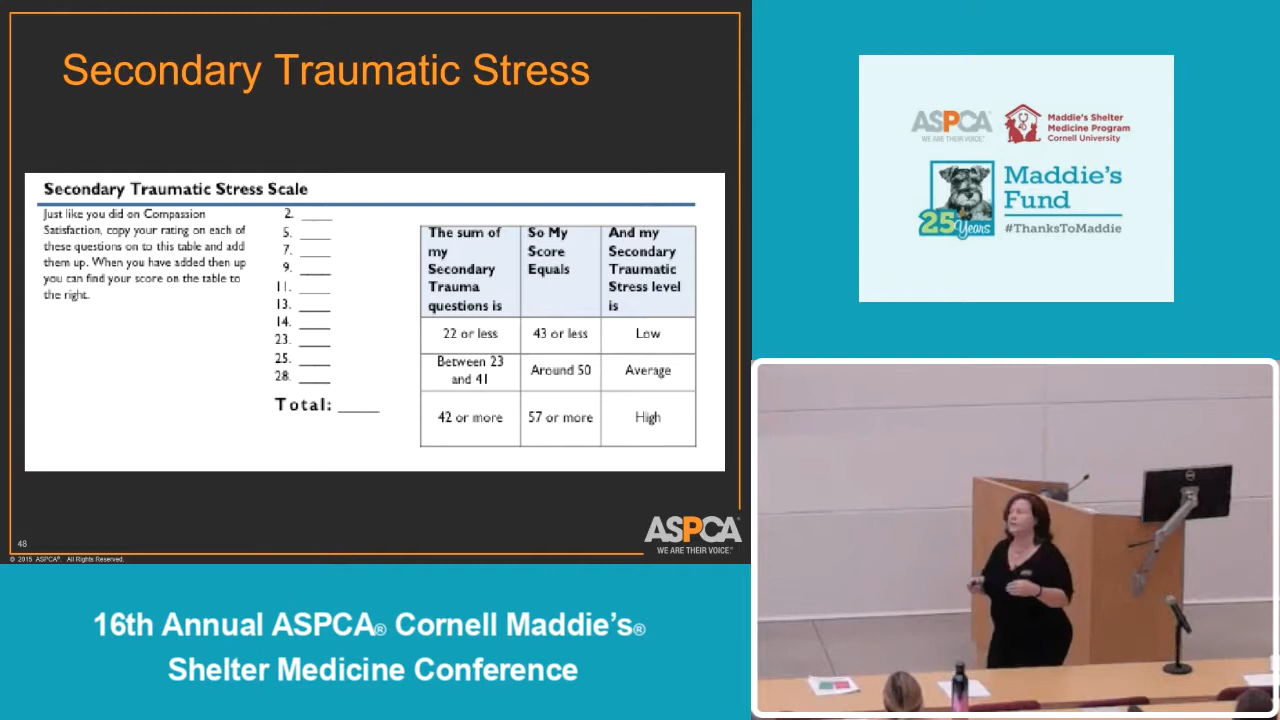 Secondary Traumatic Stress
Secondary Traumatic Stress Scale
Just like you did on Compassion
Satisfaction, copy your rating on each of
these questions on to this table and add
them up. When you have added then up
you can find your score on the table to
the right.
2. ____
5. ____
7. ____
9. ____
11. ____
13. ____
14. ____
23. ____
25. ____
28. ____
Total: ____
The sum of
my
Secondary
Trauma
questions is
So My
Score
Equals
And my
Secondary
Traumatic
Stress level
is
22 or less
43 or less
Low
Between 23
and 41
Around 50
Average
42 or more
57 or more
High
48
© 2015 ASPCA®. All Rights Reserved.
ASPCA®
WE ARE THEIR VOICE.™
16th Annual ASPCA® Cornell Maddie's®
Shelter Medicine Conference
ASPCA
WE ARE THEIR VOICE.
Maddie's Shelter
Medicine Program
Cornell University
25 Years
Maddie's
Fund
#ThanksToMaddie